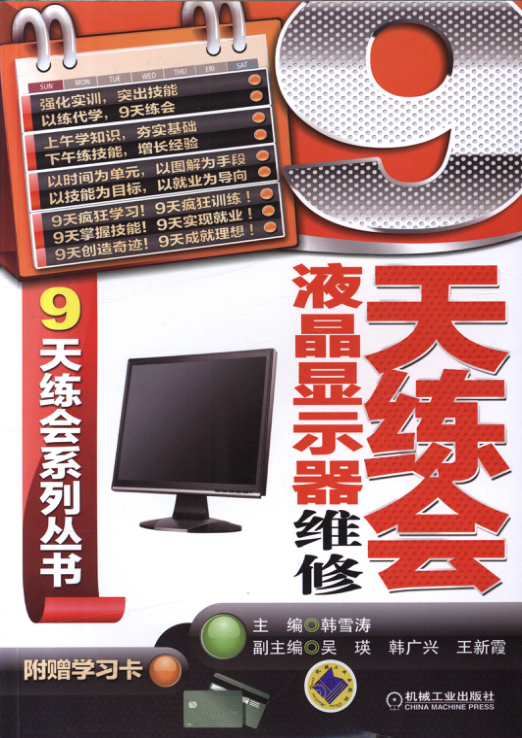 SUN MON TUE WED THU FRI SAT
强化实训，突出技能
以练代学，9天练会
上午学知识，夯实基础
下午练技能，增长经验
以时间为单元，以图解为手段
以技能为目标，以就业为导向
9天疯狂学习！9天疯狂训练！
9天掌握技能！9天实现就业！
9天创造奇迹！9天成就理想！
9
天练会
液晶显示器维修
9天练会系列丛书
主 编◎韩雪涛
副主编◎吴 瑛 韩广兴 王新霞
附赠学习卡
机械工业出版社
CHINA MACHINE PRESS